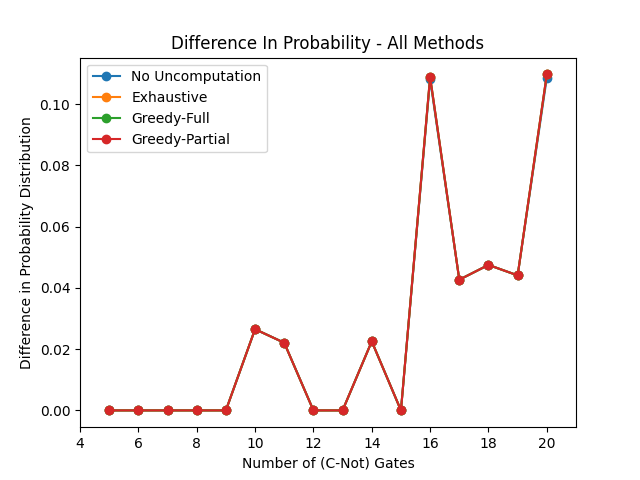 Difference In Probability - All Methods
No Uncomputation
Exhaustive
Greedy-Full
Greedy-Partial
Difference in Probability Distribution
0.10
0.08
0.06
0.04
0.02
0.00
4 6 8 10 12 14 16 18 20
Number of (C-Not) Gates